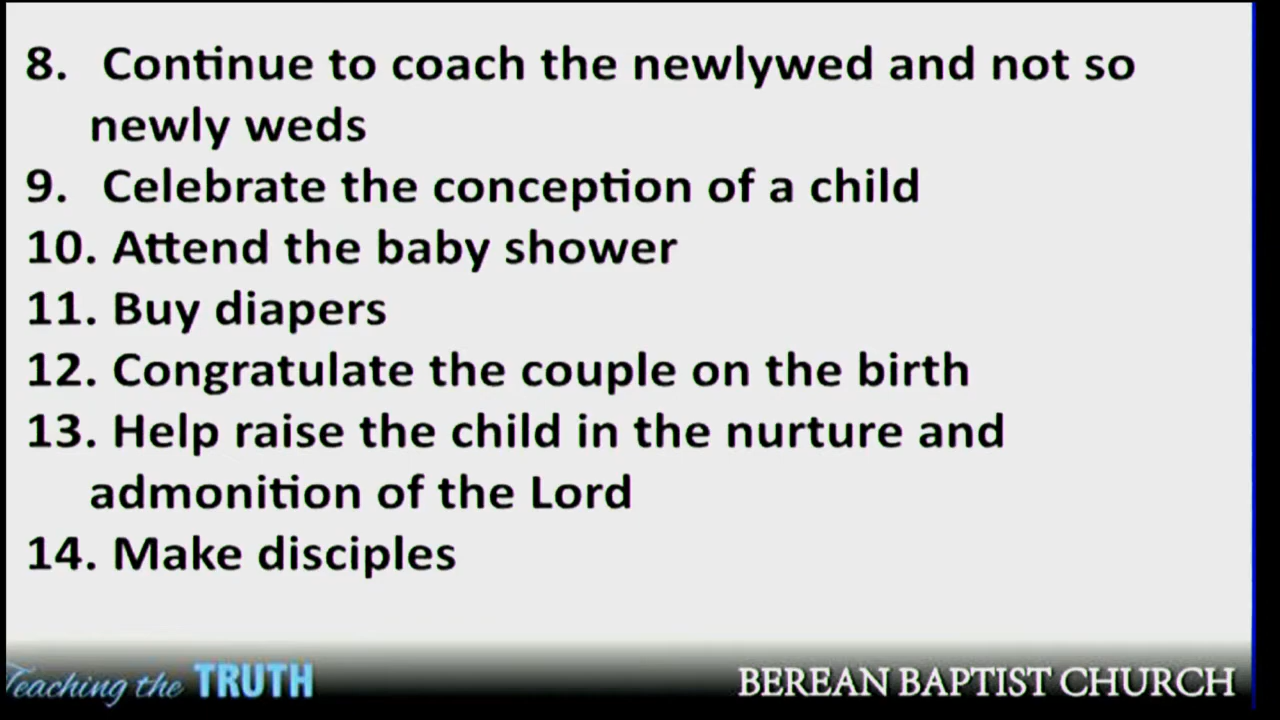 8. Continue to coach the newlywed and not so
newly weds
9. Celebrate the conception of a child
10. Attend the baby shower
11. Buy diapers
12. Congratulate the couple on the birth
13. Help raise the child in the nurture and
admonition of the Lord
14. Make disciples
Teaching the TRUTH
BEREAN BAPTIST CHURCH